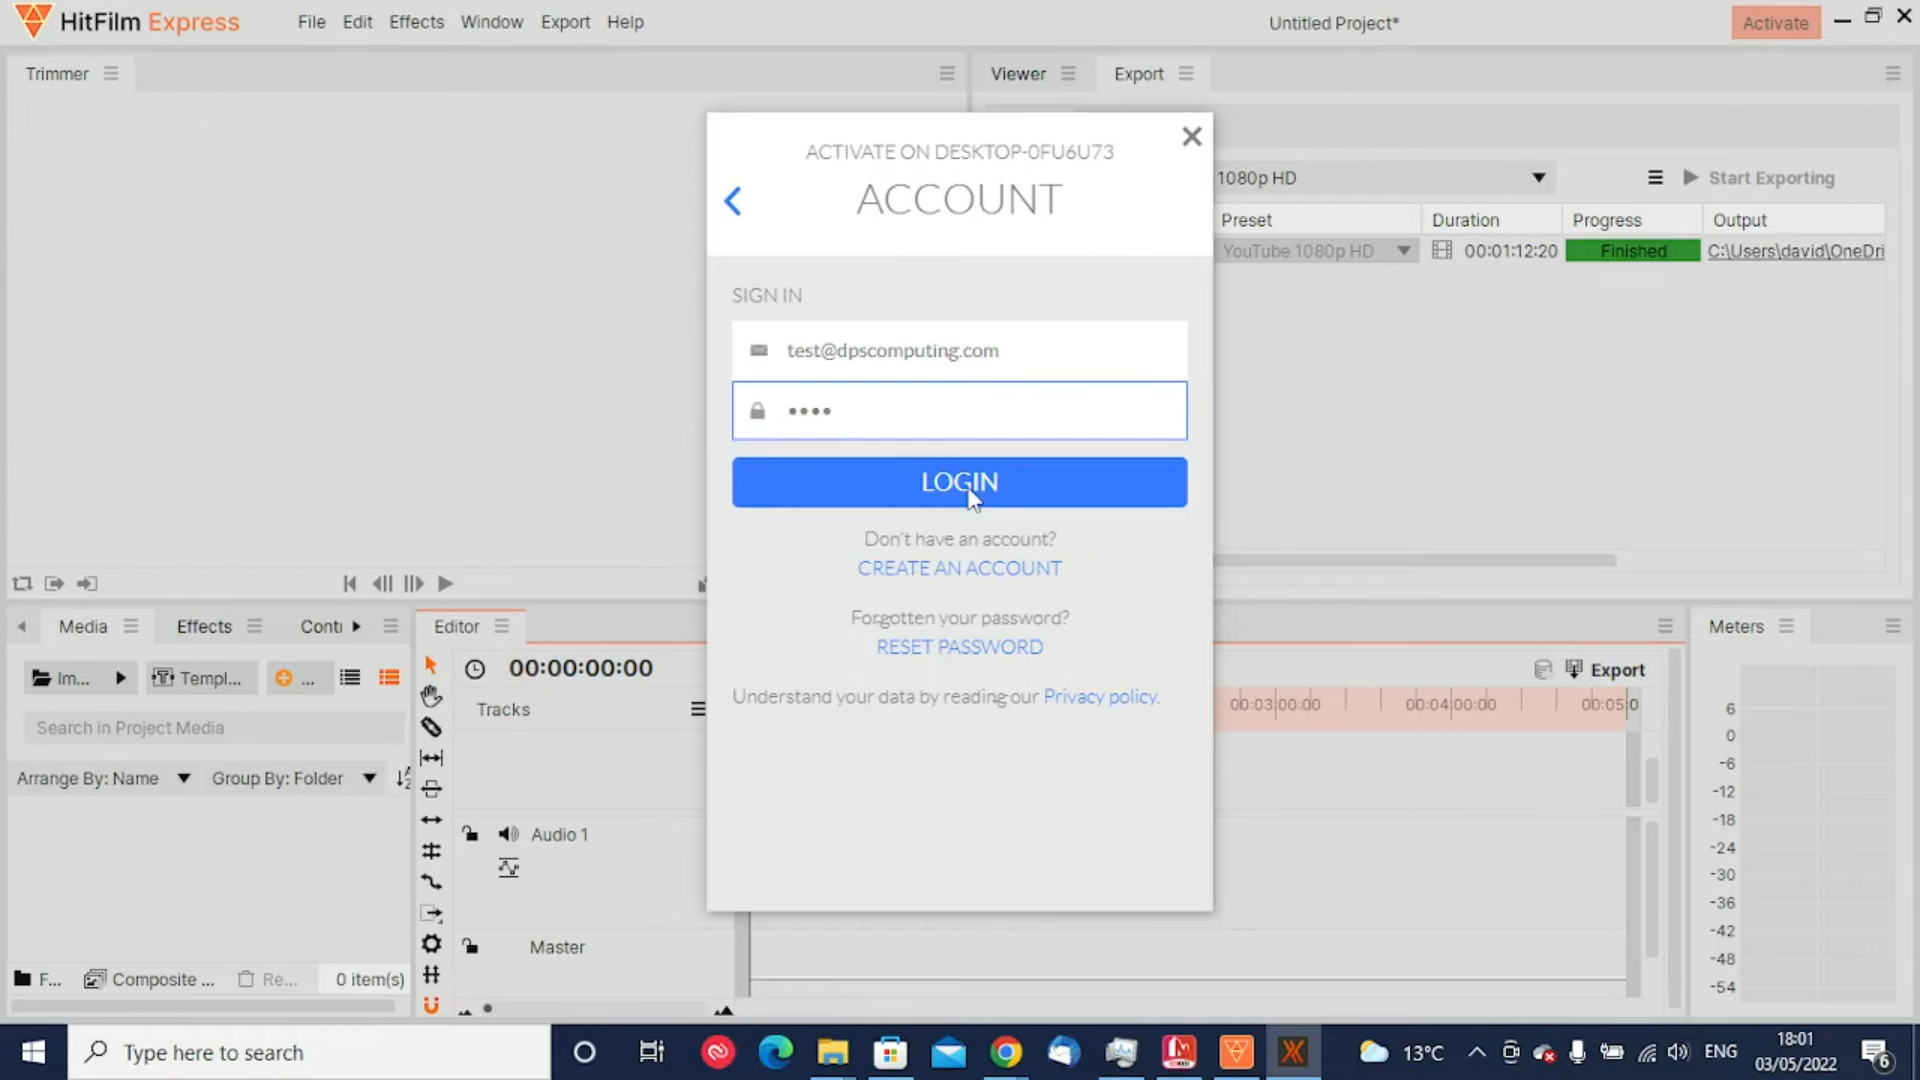 HitFilm Express
File Edit Effects Window Export Help
Untitled Project*
Activate
Trimmer
Viewer
Export
ACTIVATE ON DESKTOP-0FU6U73
ACCOUNT
1080p HD
Start Exporting
Preset
Duration
Progress
Output
YouTube 1080p HD
00:01:12:20
Finished
C:\Users\david\OneDri
SIGN IN
test@dpscomputing.com
••••
LOGIN
Don't have an account?
CREATE AN ACCOUNT
Forgotten your password?
RESET PASSWORD
Understand your data by reading our Privacy policy.
Media
Effects
Contr
Editor
Meters
Im...
Templ...
...
00:00:00:00
Export
Search in Project Media
Tracks
00:03:00:00
00:04:00:00
00:05:0
Arrange By: Name
Group By: Folder
Audio 1
Master
6
0
-6
-12
-18
-24
-30
-36
-42
-48
-54
F...
Composite ...
Re...
0 item(s)
Type here to search
13°C
ENG
18:01
03/05/2022
6